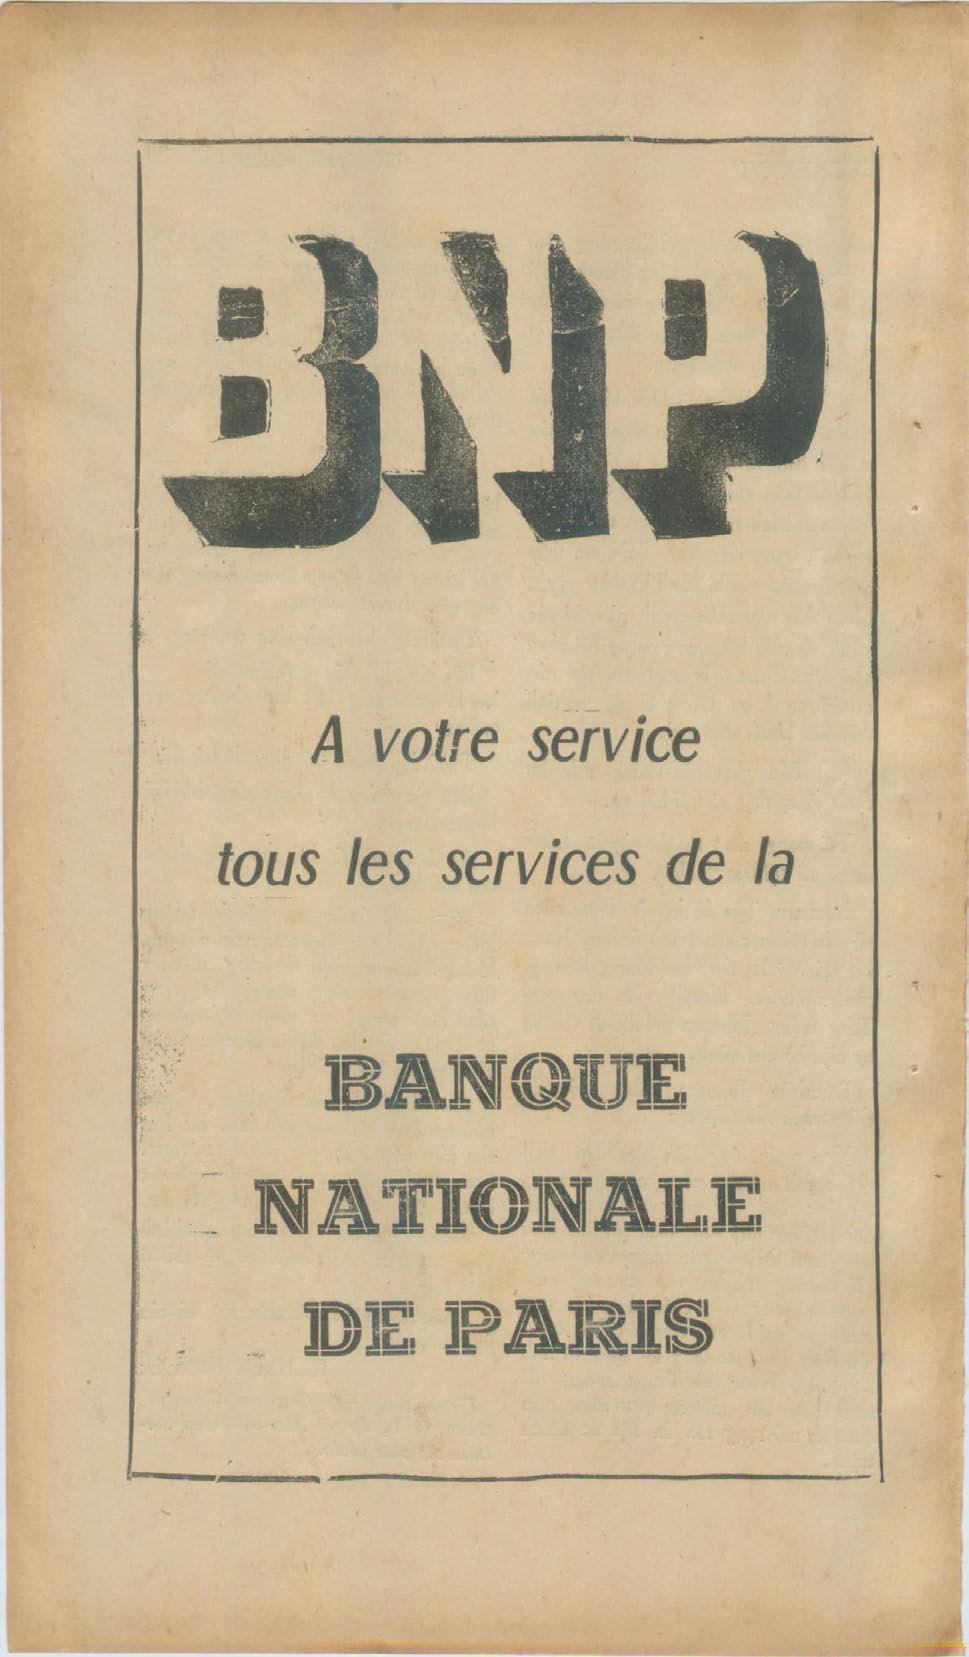 BNP
A votre service
tous les services de la
BANQUE
NATIONALE
DE PARIS